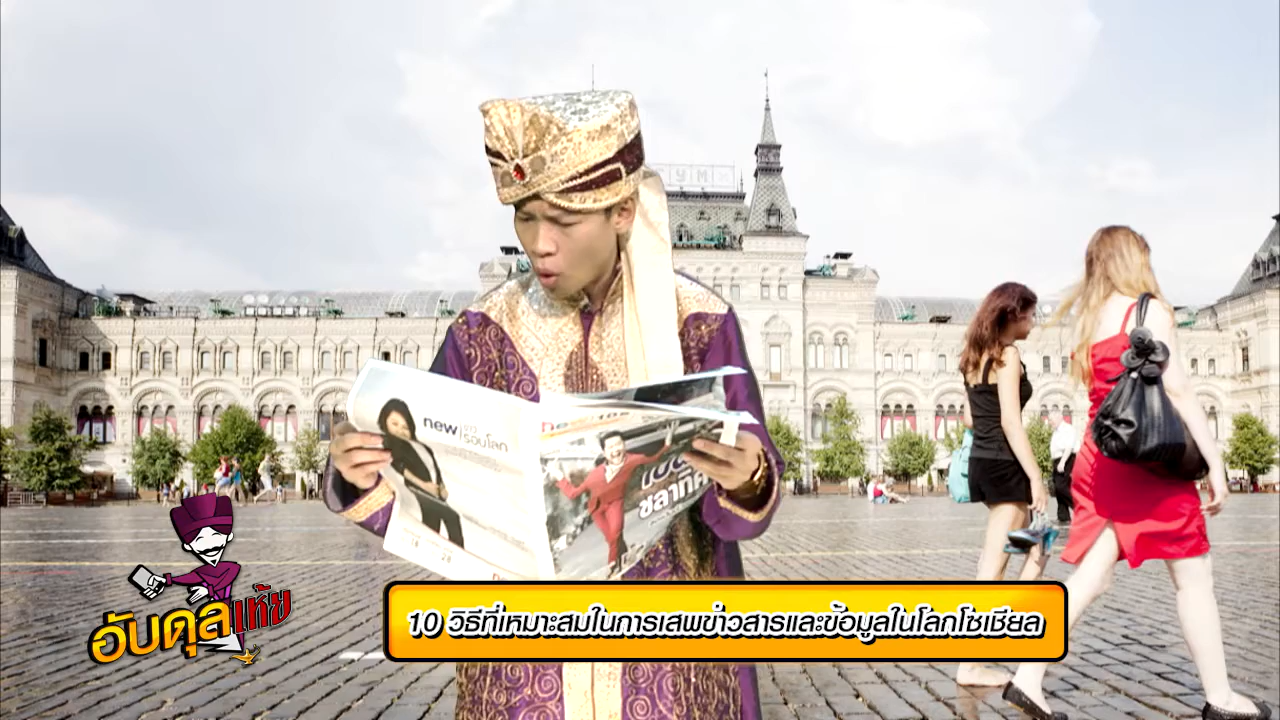 ГУМ
new
รอบโลก
ชลาทิศ
อับดุลเห้ย
10 วิธีที่เหมาะสมในการเสพข่าวสารและข้อมูลในโลกโซเชียล